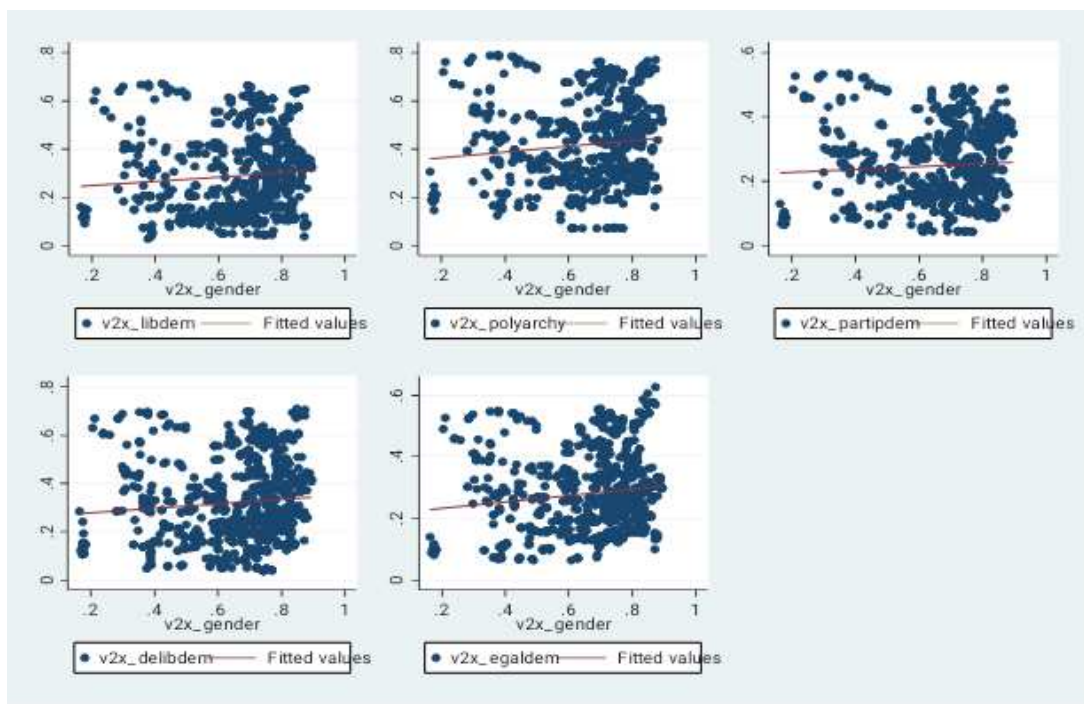 .8
.6
.4
.2
0
.2 .4 .6 .8 1
v2x_gender
v2x_libdem Fitted values
.8
.6
.4
.2
0
.2 .4 .6 .8 1
v2x_gender
v2x_polyarchy Fitted values
.6
.4
.2
0
.2 .4 .6 .8 1
v2x_gender
v2x_partipdem Fitted values
.8
.6
.4
.2
0
.2 .4 .6 .8 1
v2x_gender
v2x_delibdem Fitted values
.6
.4
.2
0
.2 .4 .6 .8 1
v2x_gender
v2x_egaldem Fitted values